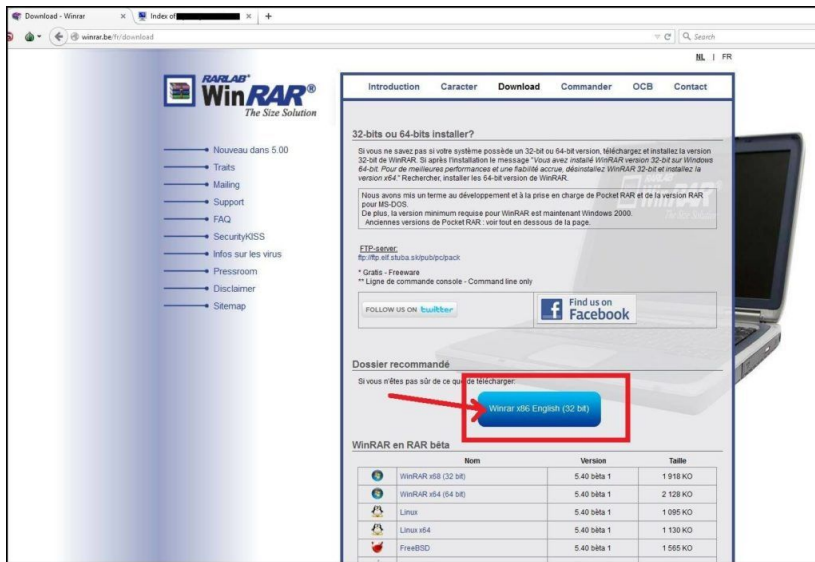 Download - Winrar
Index of
winrar.be/fr/download
Search
NL | FR
RARLAB®
WinRAR®
The Size Solution
Introduction Caracter Download Commander OCB Contact
Nouveau dans 5.00
Traits
Mailing
Support
FAQ
SecurityKISS
Infos sur les virus
Pressroom
Disclaimer
Sitemap
32-bits ou 64-bits installer?
Si vous ne savez pas si votre système possède un 32-bit ou 64-bit version, téléchargez et installez la version
32-bit de WinRAR. Si après l'installation le message "Vous avez installé WinRAR version 32-bit sur Windows
64-bit. Pour de meilleures performances et une fiabilité accrue, désinstallez WinRAR 32-bit et installez la
version x64." Rechercher, installer les 64-bit version de WinRAR.
Nous avons mis un terme au développement et à la prise en charge de Pocket RAR et de la version RAR
pour MS-DOS.
De plus, la version minimum requise pour WinRAR est maintenant Windows 2000.
Anciennes versions de Pocket RAR : voir tout en dessous de la page.
FTP-server:
ftp://ftp.elf.stuba.sk/pub/pc/pack
* Gratis - Freeware
** Ligne de commande console - Command line only
FOLLOW US ON twitter
Find us on
Facebook
Dossier recommandé
Si vous n'êtes pas sûr de ce que de télécharger:
Winrar x86 English (32 bit)
WinRAR en RAR bèta
Nom Version Taille
WinRAR x68 (32 bit) 5.40 bèta 1 1 918 KO
WinRAR x64 (64 bit) 5.40 bèta 1 2 128 KO
Linux 5.40 bèta 1 1 095 KO
Linux x64 5.40 bèta 1 1 130 KO
FreeBSD 5.40 bèta 1 1 565 KO